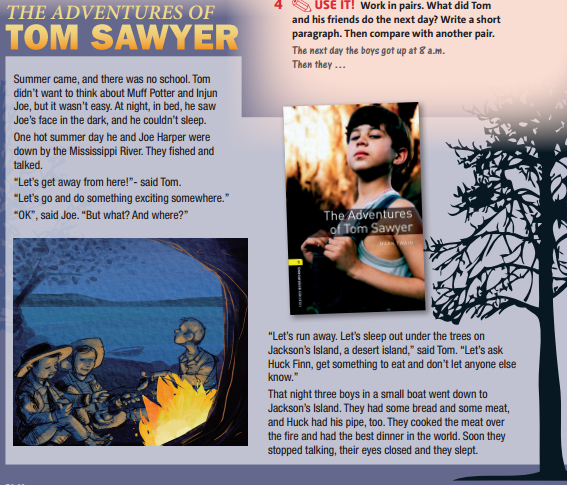 THE ADVENTURES OF
TOM SAWYER
Summer came, and there was no school. Tom
didn't want to think about Muff Potter and Injun
Joe, but it wasn't easy. At night, in bed, he saw
Joe's face in the dark, and he couldn't sleep.
One hot summer day he and Joe Harper were
down by the Mississippi River. They fished and
talked.
“Let's get away from here!”- said Tom.
“Let's go and do something exciting somewhere.”
“OK”, said Joe. “But what? And where?”
4 USE IT! Work in pairs. What did Tom
and his friends do the next day? Write a short
paragraph. Then compare with another pair.
The next day the boys got up at 8 a.m.
Then they ...
The Adventures
of Tom Sawyer
MARK TWAIN
1
“Let's run away. Let's sleep out under the trees on
Jackson's Island, a desert island,” said Tom. “Let's ask
Huck Finn, get something to eat and don't let anyone else
know.”
That night three boys in a small boat went down to
Jackson's Island. They had some bread and some meat,
and Huck had his pipe, too. They cooked the meat over
the fire and had the best dinner in the world. Soon they
stopped talking, their eyes closed and they slept.